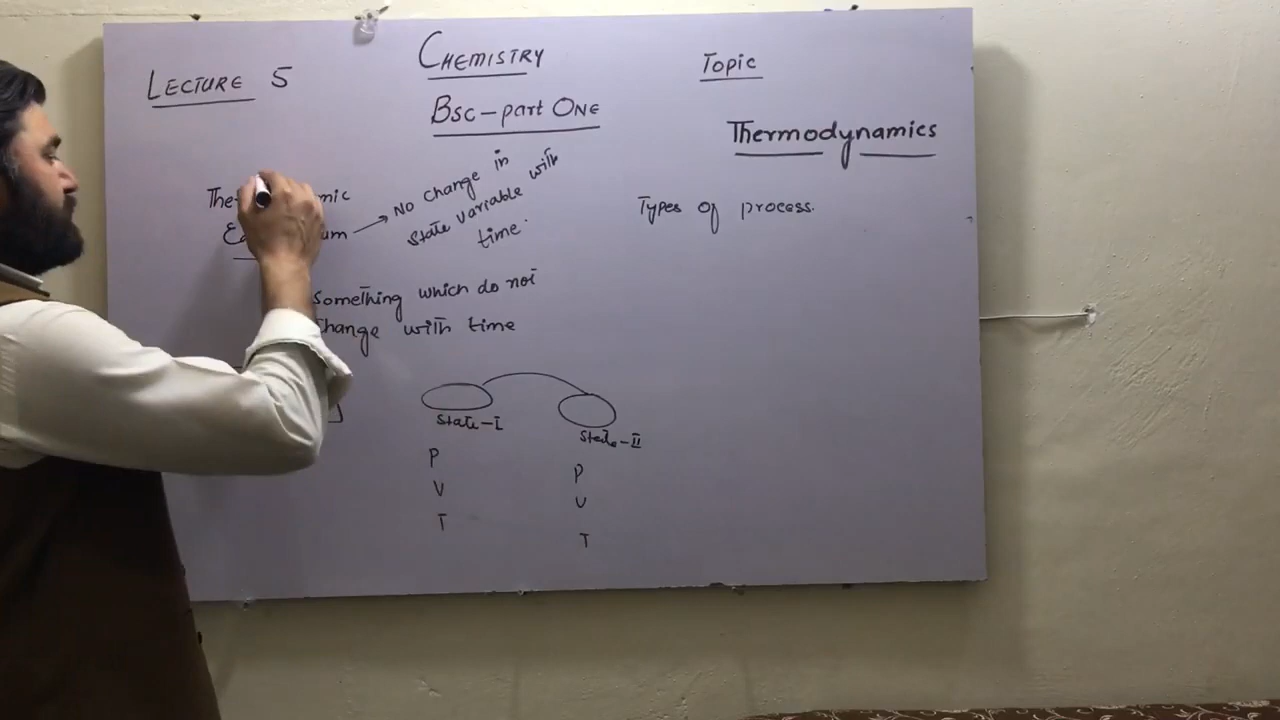 LECTURE 5
CHEMISTRY
BSC-part ONE
Topic
Thermodynamics
No change in
state variable with
time.
Something which do not
change with time
Types of process.
State-I
P
V
T
State-II
P
V
T